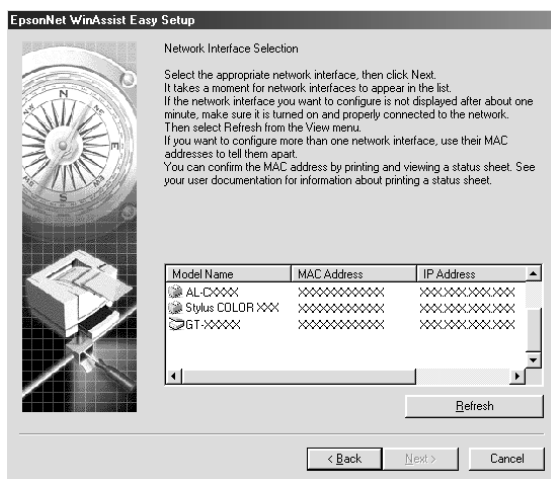 EpsonNet WinAssist Easy Setup
Network Interface Selection
Select the appropriate network interface, then click Next.
It takes a moment for network interfaces to appear in the list.
If the network interface you want to configure is not displayed after about one
minute, make sure it is turned on and properly connected to the network.
Then select Refresh from the View menu.
If you want to configure more than one network interface, use their MAC
addresses to tell them apart.
You can confirm the MAC address by printing and viewing a status sheet. See
your user documentation for information about printing a status sheet.
Model Name MAC Address IP Address
AL-CXXXX XXXXXXXXXXXX XXX.XXX.XXX.XXX
Stylus COLOR XXX XXXXXXXXXXXX XXX.XXX.XXX.XXX
GT-XXXXX XXXXXXXXXXXX XXX.XXX.XXX.XXX
Refresh
< Back Next > Cancel